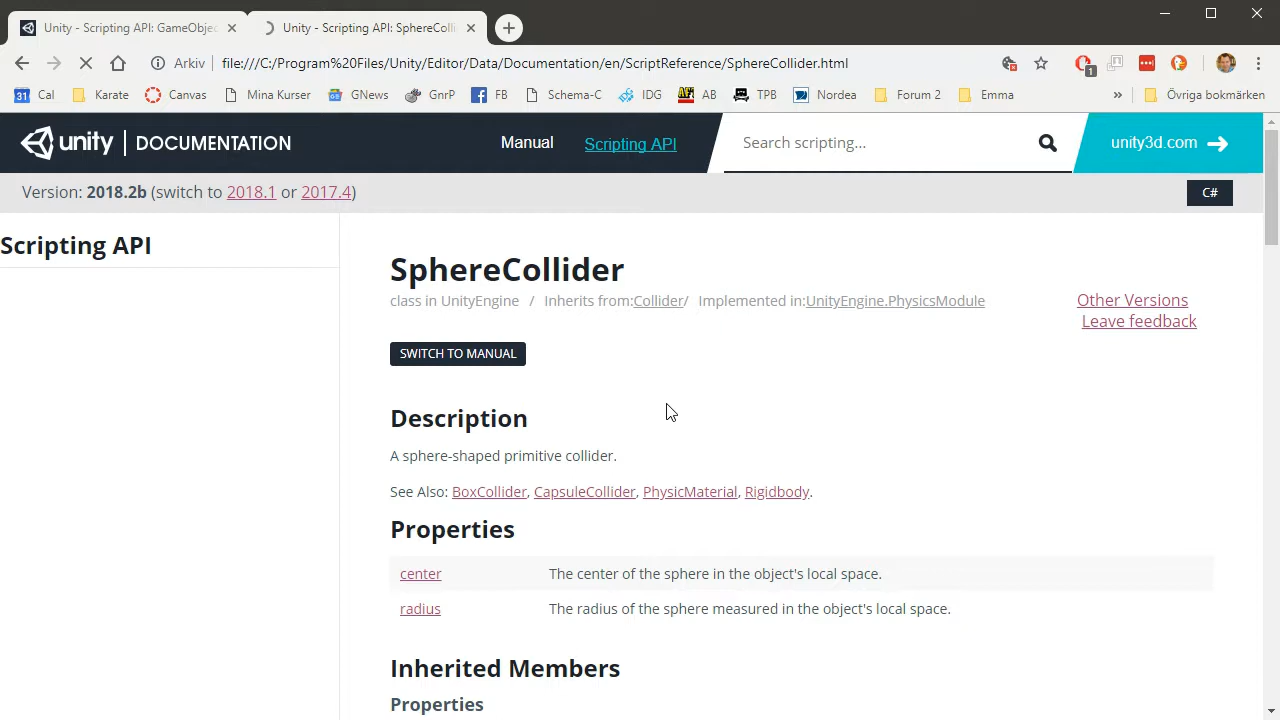 Unity - Scripting API: GameObjec
Unity - Scripting API: SphereColli
Arkiv file:///C:/Program%20Files/Unity/Editor/Data/Documentation/en/ScriptReference/SphereCollider.html
1
31 Cal Karate Canvas Mina Kurser GNews GnrP FB Schema-C IDG AB TPB Nordea Forum 2 Emma » Övriga bokmärken
unity DOCUMENTATION Manual Scripting API Search scripting... unity3d.com
Version: 2018.2b (switch to 2018.1 or 2017.4) C#
Scripting API
SphereCollider
class in UnityEngine / Inherits from:Collider/ Implemented in:UnityEngine.PhysicsModule
Other Versions
Leave feedback
SWITCH TO MANUAL
Description
A sphere-shaped primitive collider.
See Also: BoxCollider, CapsuleCollider, PhysicMaterial, Rigidbody.
Properties
center The center of the sphere in the object's local space.
radius The radius of the sphere measured in the object's local space.
Inherited Members
Properties